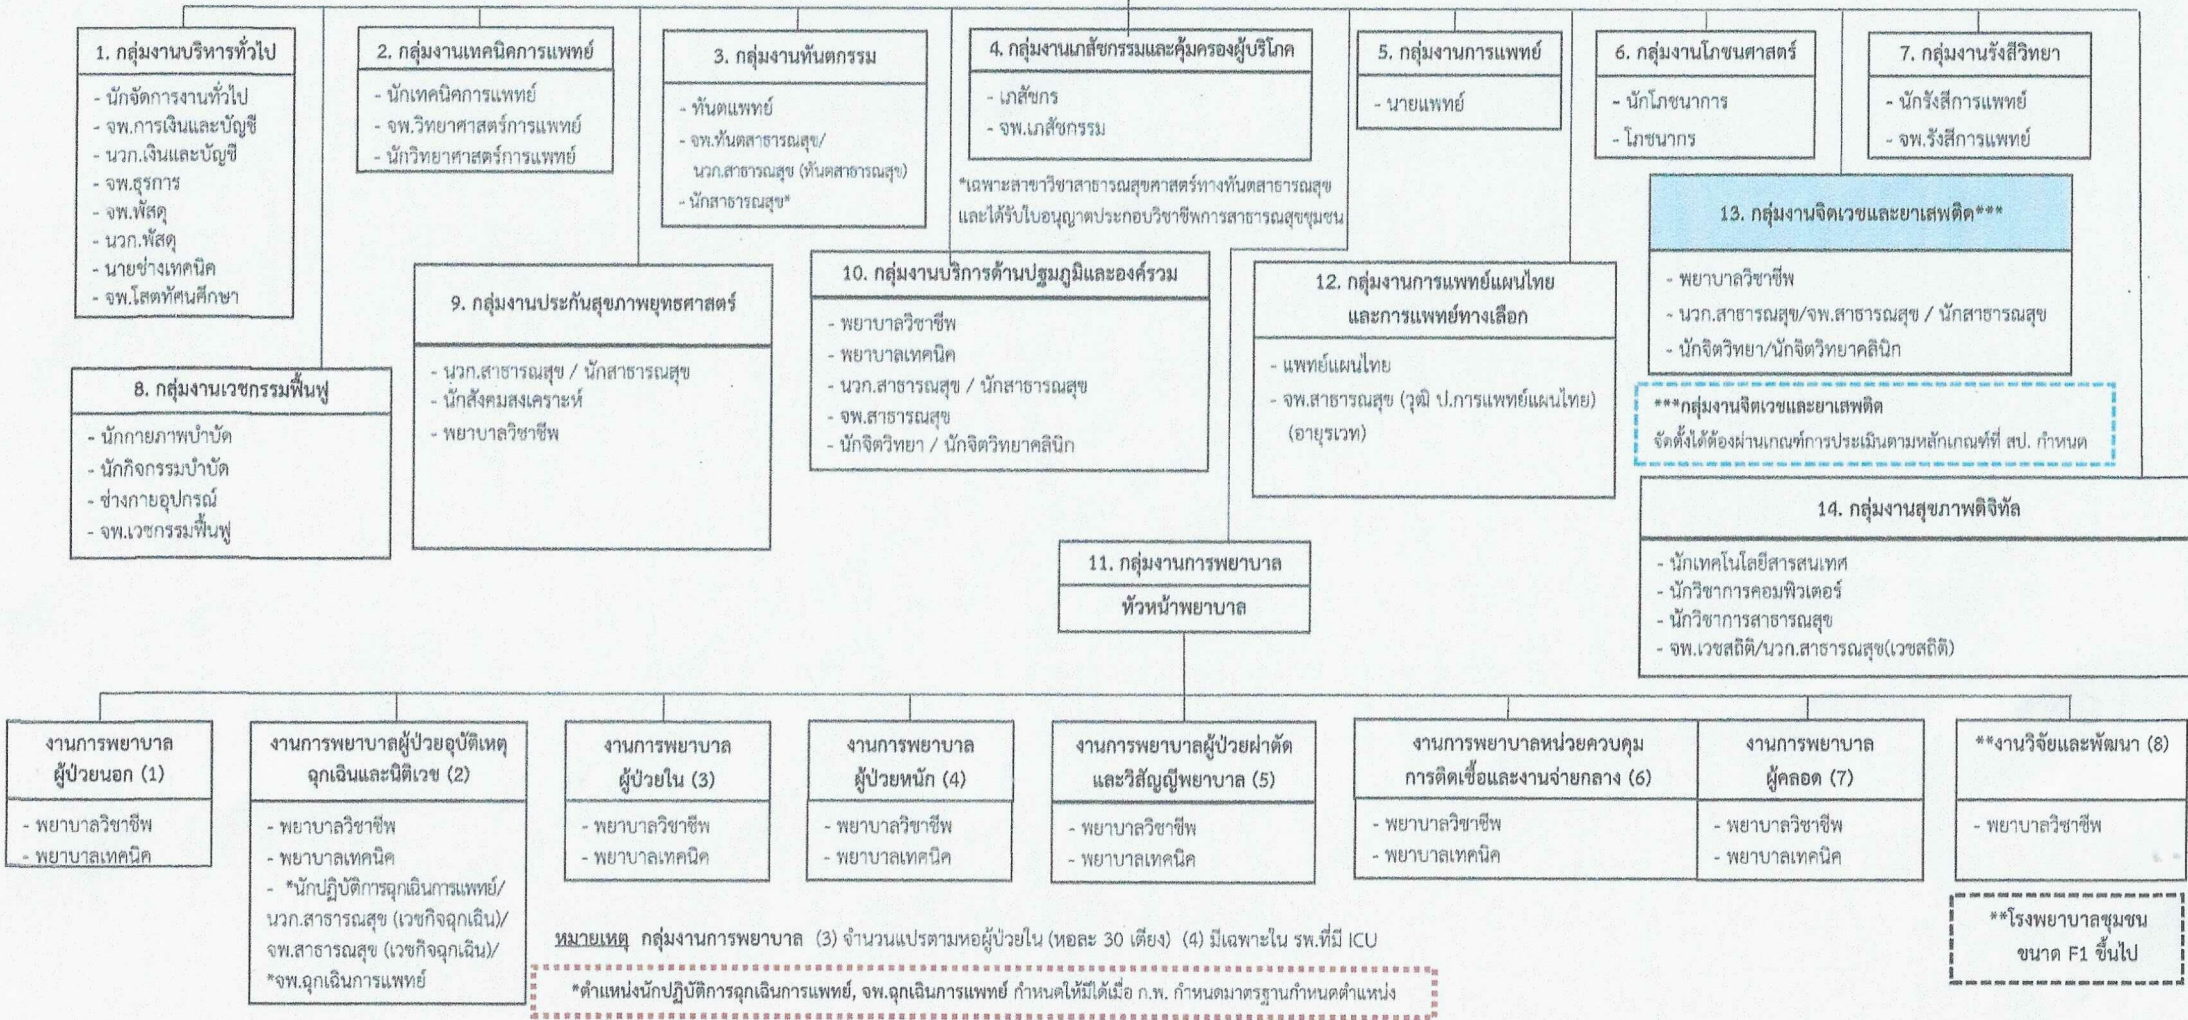 1. กลุ่มงานบริหารทั่วไป
- นักจัดการงานทั่วไป
- จพ.การเงินและบัญชี
- นวก.เงินและบัญชี
- จพ.ธุรการ
- จพ.พัสดุ
- นวก.พัสดุ
- นายช่างเทคนิค
- จพ.โสตทัศนศึกษา
2. กลุ่มงานเทคนิคการแพทย์
- นักเทคนิคการแพทย์
- จพ.วิทยาศาสตร์การแพทย์
- นักวิทยาศาสตร์การแพทย์
3. กลุ่มงานทันตกรรม
- ทันตแพทย์
- จพ.ทันตสาธารณสุข/
นวก.สาธารณสุข (ทันตสาธารณสุข)
- นักสาธารณสุข*
4. กลุ่มงานเภสัชกรรมและคุ้มครองผู้บริโภค
- เภสัชกร
- จพ.เภสัชกรรม
*เฉพาะสาขาวิชาสาธารณสุขศาสตร์ทางทันตสาธารณสุข
และได้รับใบอนุญาตประกอบวิชาชีพการสาธารณสุขชุมชน
5. กลุ่มงานการแพทย์
- นายแพทย์
6. กลุ่มงานโภชนศาสตร์
- นักโภชนาการ
- โภชนากร
7. กลุ่มงานรังสีวิทยา
- นักรังสีการแพทย์
- จพ.รังสีการแพทย์
8. กลุ่มงานเวชกรรมฟื้นฟู
- นักกายภาพบำบัด
- นักกิจกรรมบำบัด
- ช่างกายอุปกรณ์
- จพ.เวชกรรมฟื้นฟู
9. กลุ่มงานประกันสุขภาพยุทธศาสตร์
- นวก.สาธารณสุข / นักสาธารณสุข
- นักสังคมสงเคราะห์
- พยาบาลวิชาชีพ
10. กลุ่มงานบริการด้านปฐมภูมิและองค์รวม
- พยาบาลวิชาชีพ
- พยาบาลเทคนิค
- นวก.สาธารณสุข / นักสาธารณสุข
- จพ.สาธารณสุข
- นักจิตวิทยา / นักจิตวิทยาคลินิก
12. กลุ่มงานการแพทย์แผนไทย
และการแพทย์ทางเลือก
- แพทย์แผนไทย
- จพ.สาธารณสุข (วุฒิ ป.การแพทย์แผนไทย)
(อายุรเวท)
13. กลุ่มงานจิตเวชและยาเสพติด***
- พยาบาลวิชาชีพ
- นวก.สาธารณสุข/จพ.สาธารณสุข / นักสาธารณสุข
- นักจิตวิทยา/นักจิตวิทยาคลินิก
***กลุ่มงานจิตเวชและยาเสพติด
จัดตั้งได้ต้องผ่านเกณฑ์การประเมินตามหลักเกณฑ์ที่ สป. กำหนด
14. กลุ่มงานสุขภาพดิจิทัล
- นักเทคโนโลยีสารสนเทศ
- นักวิชาการคอมพิวเตอร์
- นักวิชาการสาธารณสุข
- จพ.เวชสถิติ/นวก.สาธารณสุข(เวชสถิติ)
11. กลุ่มงานการพยาบาล
หัวหน้าพยาบาล
งานการพยาบาล
ผู้ป่วยนอก (1)
- พยาบาลวิชาชีพ
- พยาบาลเทคนิค
งานการพยาบาลผู้ป่วยอุบัติเหตุ
ฉุกเฉินและนิติเวช (2)
- พยาบาลวิชาชีพ
- พยาบาลเทคนิค
- *นักปฏิบัติการฉุกเฉินการแพทย์/
นวก.สาธารณสุข (เวชกิจฉุกเฉิน)/
จพ.สาธารณสุข (เวชกิจฉุกเฉิน)/
*จพ.ฉุกเฉินการแพทย์
งานการพยาบาล
ผู้ป่วยใน (3)
- พยาบาลวิชาชีพ
- พยาบาลเทคนิค
งานการพยาบาล
ผู้ป่วยหนัก (4)
- พยาบาลวิชาชีพ
- พยาบาลเทคนิค
งานการพยาบาลผู้ป่วยผ่าตัด
และวิสัญญีพยาบาล (5)
- พยาบาลวิชาชีพ
- พยาบาลเทคนิค
งานการพยาบาลหน่วยควบคุม
การติดเชื้อและงานจ่ายกลาง (6)
- พยาบาลวิชาชีพ
- พยาบาลเทคนิค
งานการพยาบาล
ผู้คลอด (7)
- พยาบาลวิชาชีพ
- พยาบาลเทคนิค
**งานวิจัยและพัฒนา (8)
- พยาบาลวิชาชีพ
**โรงพยาบาลชุมชน
ขนาด F1 ขึ้นไป
หมายเหตุ กลุ่มงานการพยาบาล (3) จำนวนแปรตามหอผู้ป่วยใน (หอละ 30 เตียง) (4) มีเฉพาะใน รพ.ที่มี ICU
*ตำแหน่งนักปฏิบัติการฉุกเฉินการแพทย์, จพ.ฉุกเฉินการแพทย์ กำหนดให้มีได้เมื่อ ก.พ. กำหนดมาตรฐานกำหนดตำแหน่ง